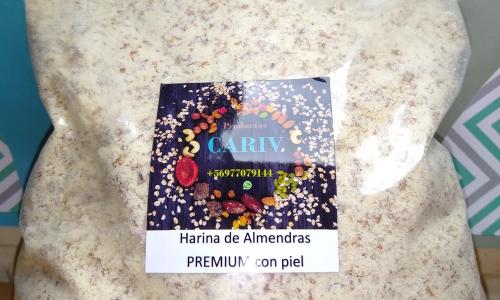 Productos
CARIV.
+56977079144
Harina de Almendras
PREMIUM con piel